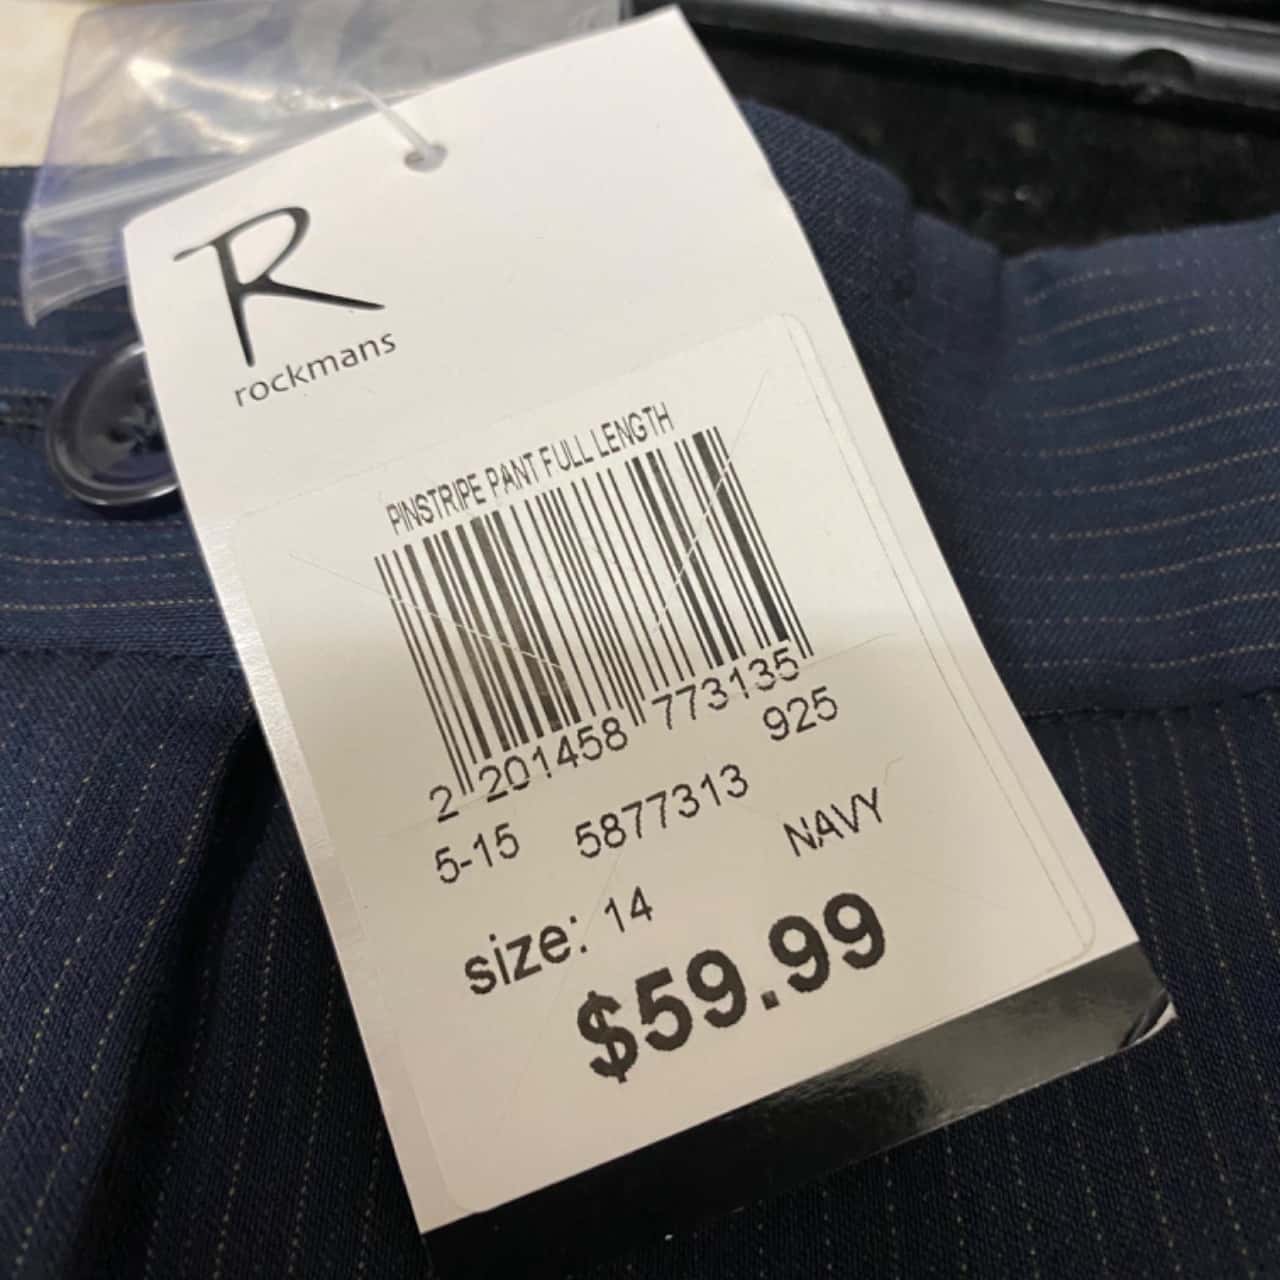 R
rockmans
PINSTRIPE PANT FULL LENGTH
2 201458 773135
925
5-15 5877313
NAVY
size: 14
$59.99